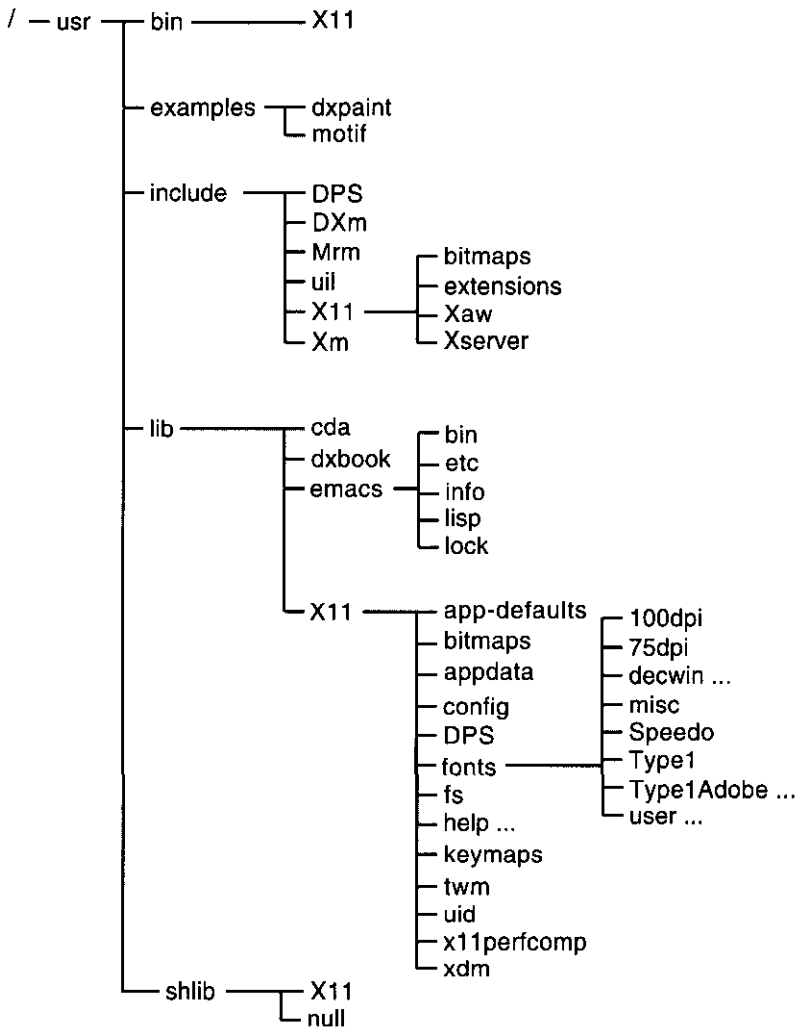 / usr bin X11
examples dxpaint
motif
include DPS
DXm
Mrm
bitmaps
uil
extensions
X11
Xaw
Xm
Xserver
lib cda
bin
dxbook
etc
emacs
info
lisp
lock
X11 app-defaults
100dpi
bitmaps
75dpi
appdata
decwin ...
config
misc
DPS
Speedo
fonts
Type1
fs
Type1Adobe ...
help ...
user ...
keymaps
twm
uid
x11perfcomp
xdm
shlib X11
null